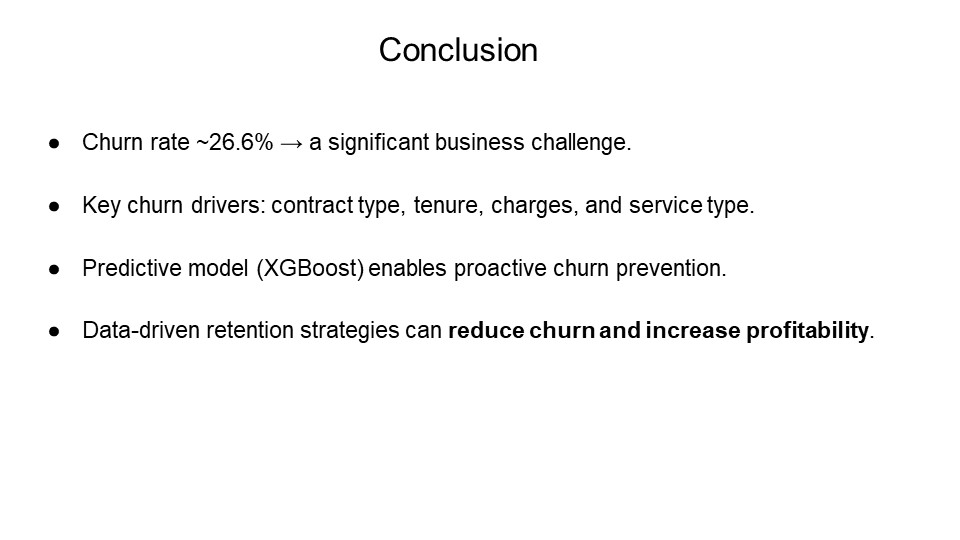 Conclusion
● Churn rate ~26.6% → a significant business challenge.
● Key churn drivers: contract type, tenure, charges, and service type.
● Predictive model (XGBoost) enables proactive churn prevention.
● Data-driven retention strategies can reduce churn and increase profitability.